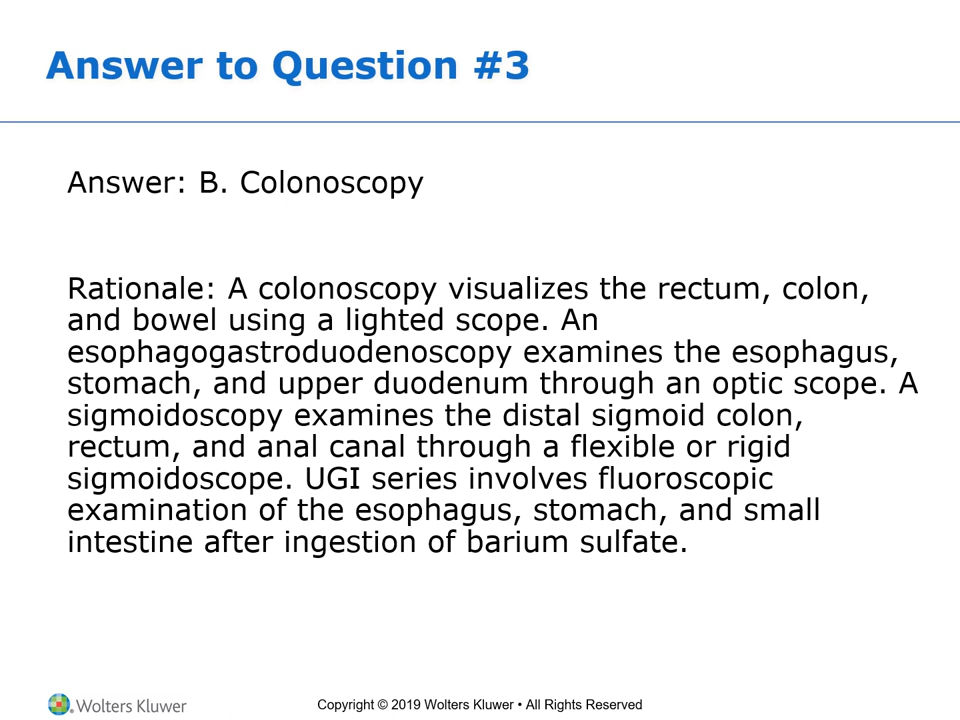 Answer to Question #3
Answer: B. Colonoscopy
Rationale: A colonoscopy visualizes the rectum, colon,
and bowel using a lighted scope. An
esophagogastroduodenoscopy examines the esophagus,
stomach, and upper duodenum through an optic scope. A
sigmoidoscopy examines the distal sigmoid colon,
rectum, and anal canal through a flexible or rigid
sigmoidoscope. UGI series involves fluoroscopic
examination of the esophagus, stomach, and small
intestine after ingestion of barium sulfate.
Wolters Kluwer
Copyright © 2019 Wolters Kluwer • All Rights Reserved